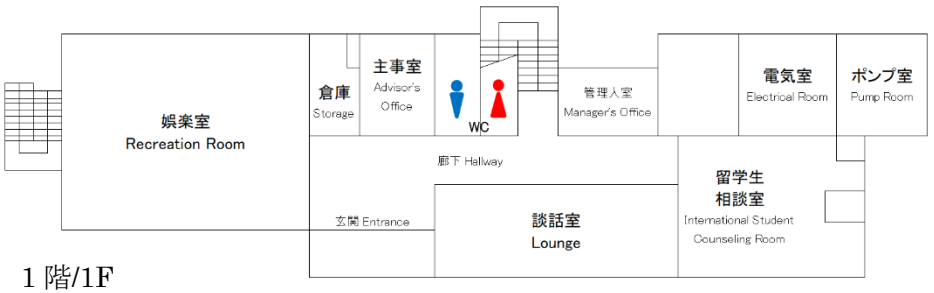 娯楽室
Recreation Room
倉庫
Storage
主事室
Advisor's
Office
WC
管理人室
Manager's Office
電気室
Electrical Room
ポンプ室
Pump Room
廊下 Hallway
玄関 Entrance
談話室
Lounge
留学生
相談室
International Student
Counseling Room
1 階/1F